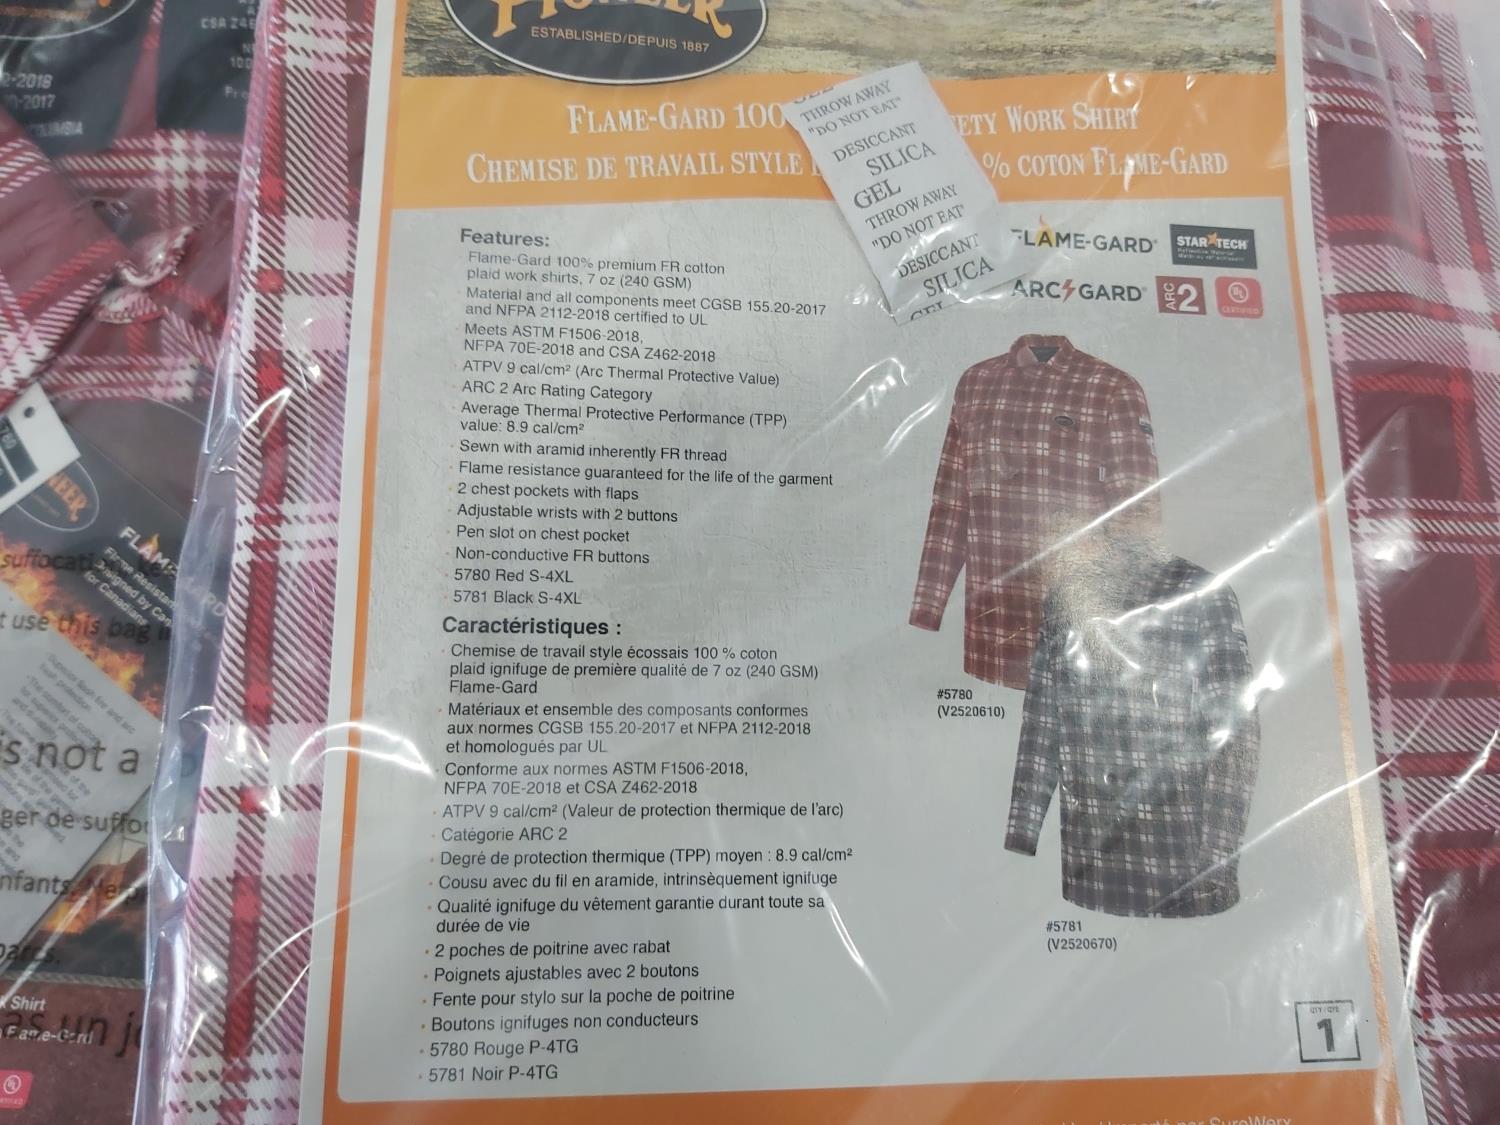 PIONEER
ESTABLISHED/DEPUIS 1887
FLAME-GARD 100
WORK SHIRT
CHEMISE DE TRAVAIL STYLE
% COTON FLAME-GARD
THROW AWAY
"DO NOT EAT"
DESICCANT
SILICA
GEL
THROW AWAY
"DO NOT EAT"
DESICCANT
SILICA
GEL
FLAME-GARD®
STAR TECH
ARC GARD®
ARC 2
UL
CERTIFIED
Features:
Flame-Gard 100% premium FR cotton
plaid work shirts, 7 oz (240 GSM)
Material and all components meet CGSB 155.20-2017
and NFPA 2112-2018 certified to UL
Meets ASTM F1506-2018,
NFPA 70E-2018 and CSA Z462-2018
ATPV 9 cal/cm² (Arc Thermal Protective Value)
ARC 2 Arc Rating Category
Average Thermal Protective Performance (TPP)
value: 8.9 cal/cm²
Sewn with aramid inherently FR thread
Flame resistance guaranteed for the life of the garment
2 chest pockets with flaps
Adjustable wrists with 2 buttons
Pen slot on chest pocket
Non-conductive FR buttons
5780 Red S-4XL
5781 Black S-4XL
Caractéristiques :
Chemise de travail style écossais 100 % coton
plaid ignifuge de première qualité de 7 oz (240 GSM)
Flame-Gard
Matériaux et ensemble des composants conformes
aux normes CGSB 155.20-2017 et NFPA 2112-2018
et homologués par UL
Conforme aux normes ASTM F1506-2018,
NFPA 70E-2018 et CSA Z462-2018
ATPV 9 cal/cm² (Valeur de protection thermique de l'arc)
Catégorie ARC 2
Degré de protection thermique (TPP) moyen : 8.9 cal/cm²
Cousu avec du fil en aramide, intrinsèquement ignifuge
Qualité ignifuge du vêtement garantie durant toute sa
durée de vie
2 poches de poitrine avec rabat
Poignets ajustables avec 2 boutons
Fente pour stylo sur la poche de poitrine
Boutons ignifuges non conducteurs
5780 Rouge P-4TG
5781 Noir P-4TG
#5780
(V2520610)
#5781
(V2520670)
QTY / QTÉ
1
importé par SureWerx